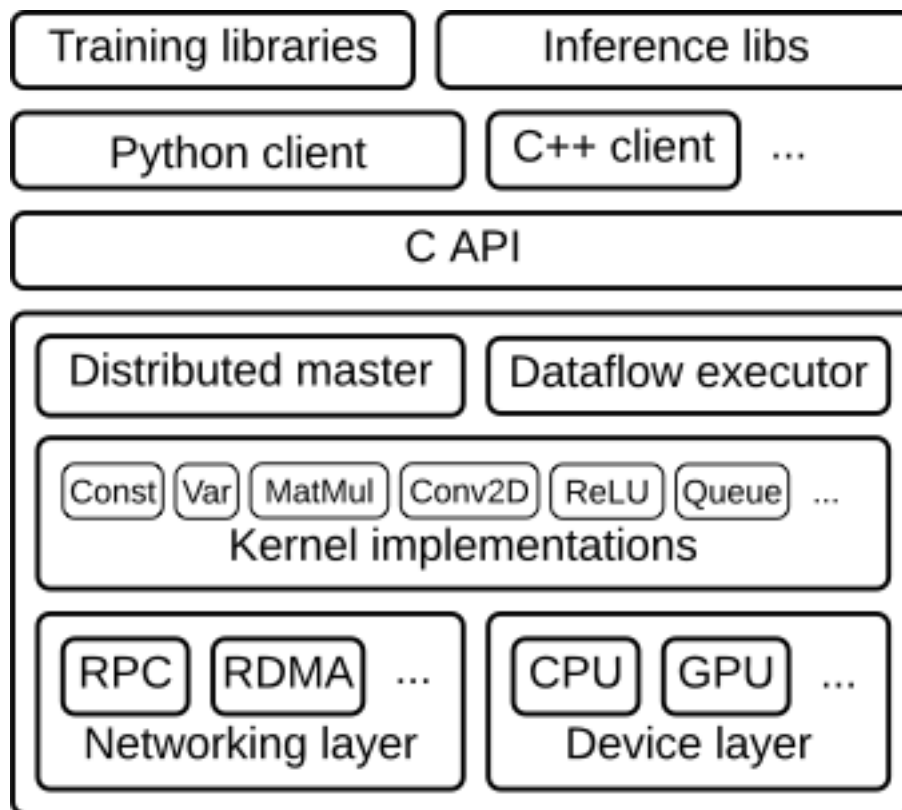 Training libraries Inference libs
Python client C++ client ...
C API
Distributed master Dataflow executor
Const Var MatMul Conv2D ReLU Queue ...
Kernel implementations
RPC RDMA ... CPU GPU ...
Networking layer Device layer